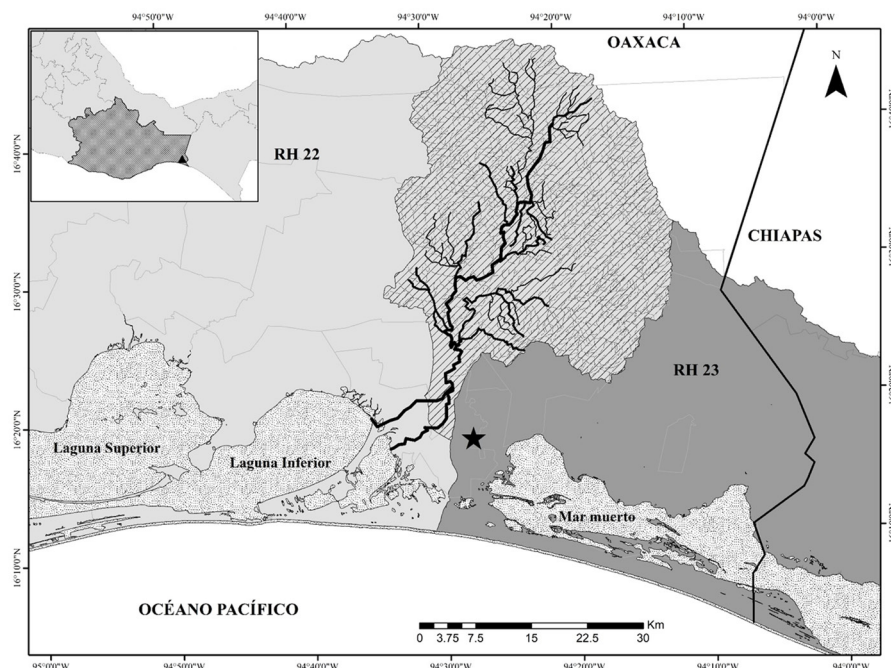 94°50'0"W 94°40'0"W 94°30'0"W 94°20'0"W 94°10'0"W 94°0'0"W
OAXACA
N
RH 22
16°40'0"N
CHIAPAS
16°30'0"N
RH 23
16°20'0"N
Laguna Superior
Laguna Inferior
Mar muerto
16°10'0"N
OCÉANO PACÍFICO
Km
0 3.75 7.5 15 22.5 30
95°0'0"W 94°50'0"W 94°40'0"W 94°30'0"W 94°20'0"W 94°10'0"W 94°0'0"W